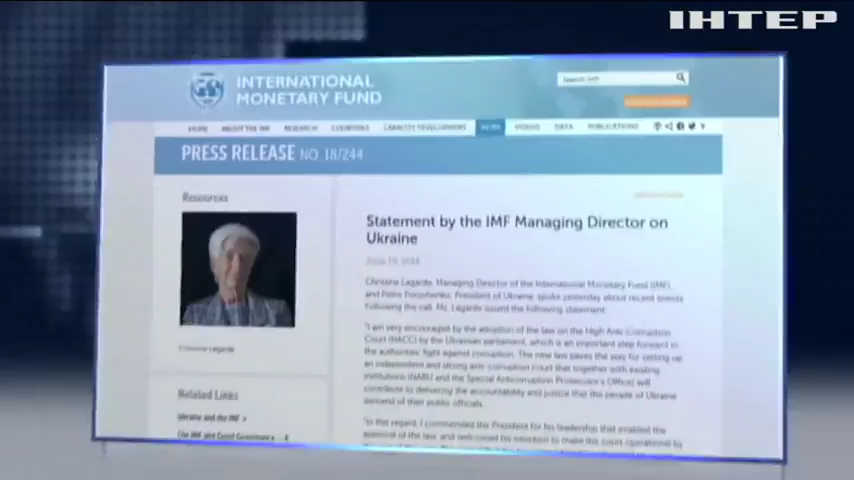 ІНТЕР
INTERNATIONAL
MONETARY FUND
Search IMF
HOME ABOUT THE IMF RESEARCH COUNTRIES CAPACITY DEVELOPMENT NEWS VIDEOS DATA PUBLICATIONS
PRESS RELEASE NO. 18/244
Resources
Statement by the IMF Managing Director on
Ukraine
Christine Lagarde, Managing Director of the International Monetary Fund (IMF),
and Petro Poroshenko, President of Ukraine, spoke yesterday about recent events
Following the call, Ms. Lagarde issued the following statement
"I am very encouraged by the adoption of the law on the High Anti-Corruption
Court (HACC) by the Ukrainian parliament, which is an important step forward in
the authorities' fight against corruption. The new law paves the way for setting up
an independent and strong anti-corruption court that together with existing
institutions (NABU and the Special Anticorruption Prosecutor's Office) will
contribute to delivering the accountability and justice that the people of Ukraine
demand of their public officials.
"In this regard, I commended the President for his leadership that enabled the
approval of the law and welcomed his intention to make the court operational by
Christine Lagarde
Related Links
Ukraine and the IMF
The IMF and Good Governance